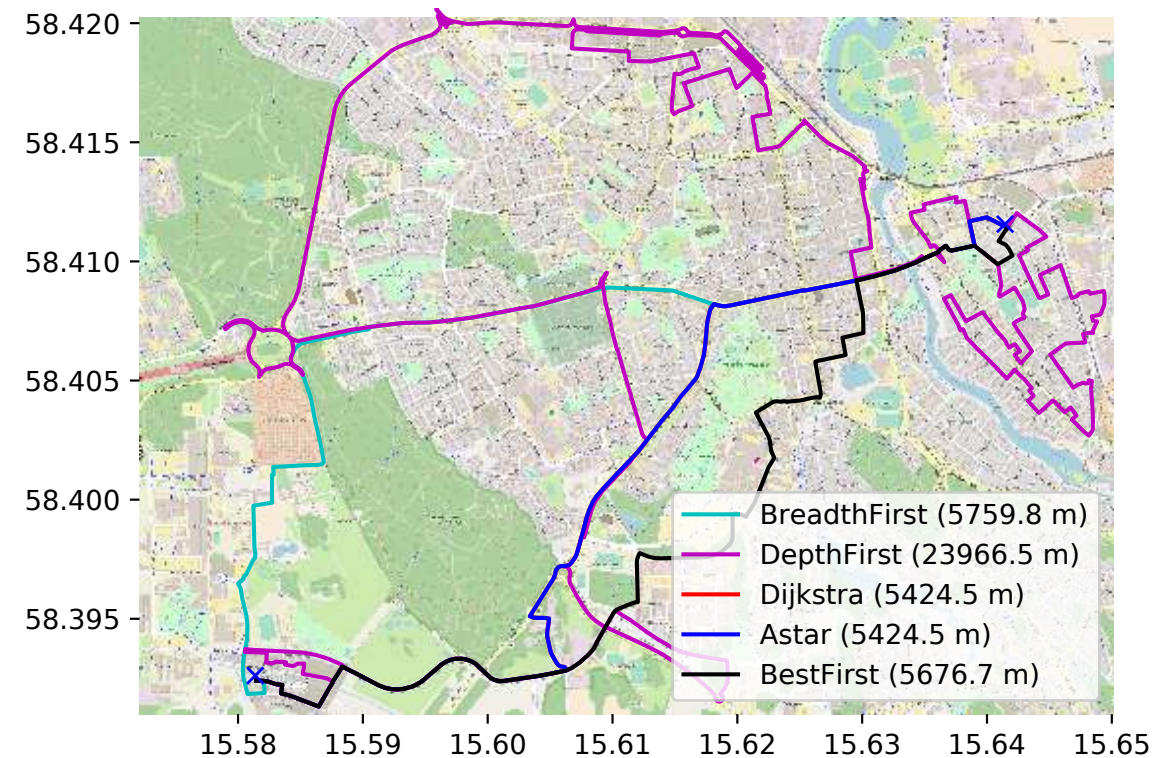 58.420
58.415
58.410
58.405
58.400
58.395
BreadthFirst (5759.8 m)
DepthFirst (23966.5 m)
Dijkstra (5424.5 m)
Astar (5424.5 m)
BestFirst (5676.7 m)
15.58 15.59 15.60 15.61 15.62 15.63 15.64 15.65